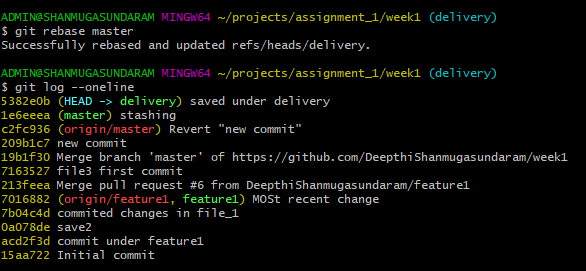 ADMIN@SHANMUGASUNDARAM MINGW64 ~/projects/assignment_1/week1 (delivery)
$ git rebase master
Successfully rebased and updated refs/heads/delivery.
ADMIN@SHANMUGASUNDARAM MINGW64 ~/projects/assignment_1/week1 (delivery)
$ git log --oneline
5382e0b (HEAD -> delivery) saved under delivery
1e6eeea (master) stashing
c2fc936 (origin/master) Revert "new commit"
209b1c7 new commit
19b1f30 Merge branch 'master' of https://github.com/DeepthiShanmugasundaram/week1
7163527 file3 first commit
213feea Merge pull request #6 from DeepthiShanmugasundaram/feature1
7016882 (origin/feature1, feature1) MOSt recent change
7b04c4d commited changes in file_1
0a078de save2
acd2f3d commit under feature1
15aa722 Initial commit